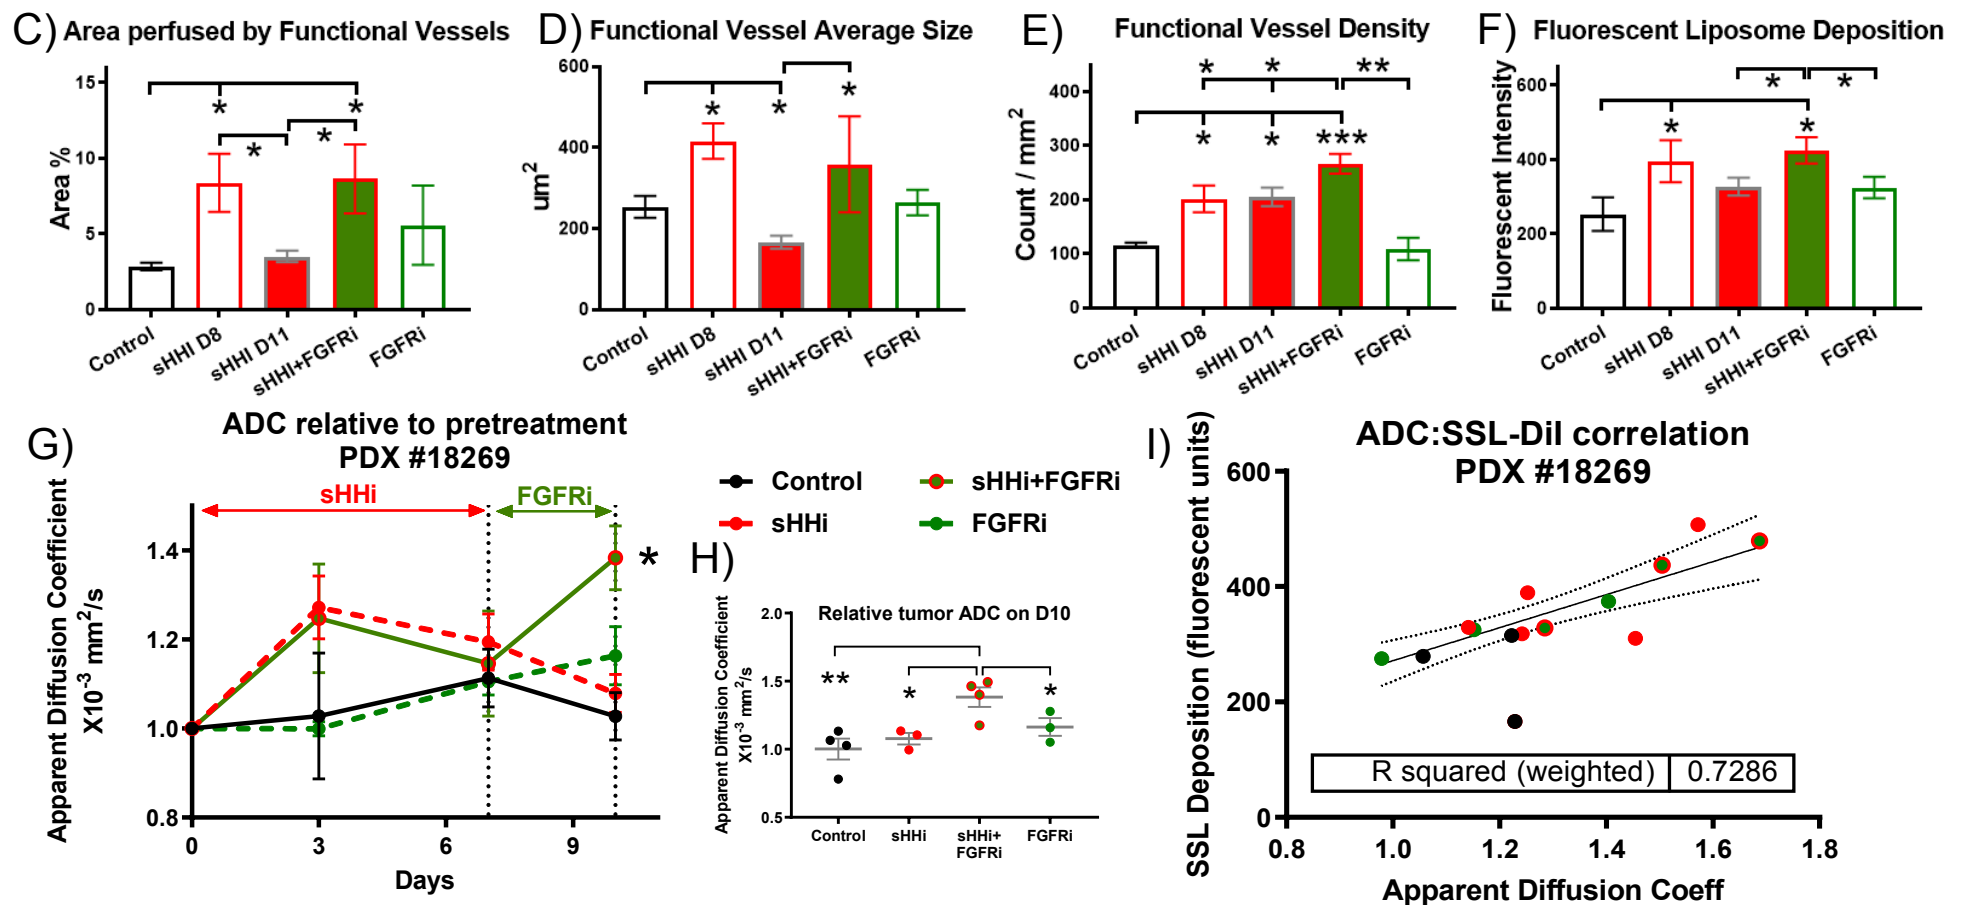 C) Area perfused by Functional Vessels
Area %
15
10
5
0
* * * *
Control
sHHI D8
sHHI D11
sHHI+FGFRi
FGFRi
D) Functional Vessel Average Size
um2
600
400
200
0
* * *
Control
sHHI D8
sHHI D11
sHHI+FGFRi
FGFRi
E) Functional Vessel Density
Count / mm2
400
300
200
100
0
* * **
* * ***
Control
sHHI D8
sHHI D11
sHHI+FGFRi
FGFRi
F) Fluorescent Liposome Deposition
Fluorescent Intensity
600
400
200
0
* *
* *
Control
sHHI D8
sHHI D11
sHHI+FGFRi
FGFRi
G) ADC relative to pretreatment
PDX #18269
sHHi
FGFRi
Apparent Diffusion Coefficient
X10-3 mm2/s
1.4
1.2
1.0
0.8
*
0 3 6 9
Days
Control
sHHi+FGFRi
sHHi
FGFRi
H)
Relative tumor ADC on D10
Apparent Diffusion Coefficient
X10-3 mm2/s
2.0
1.5
1.0
0.5
** * *
Control
sHHi
sHHi+
FGFRi
FGFRi
I) ADC:SSL-DiI correlation
PDX #18269
SSL Deposition (fluorescent units)
600
400
200
0
R squared (weighted) 0.7286
0.8 1.0 1.2 1.4 1.6 1.8
Apparent Diffusion Coeff